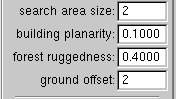 search area size: 2
building planarity: 0.1000
forest ruggedness: 0.4000
ground offset: 2